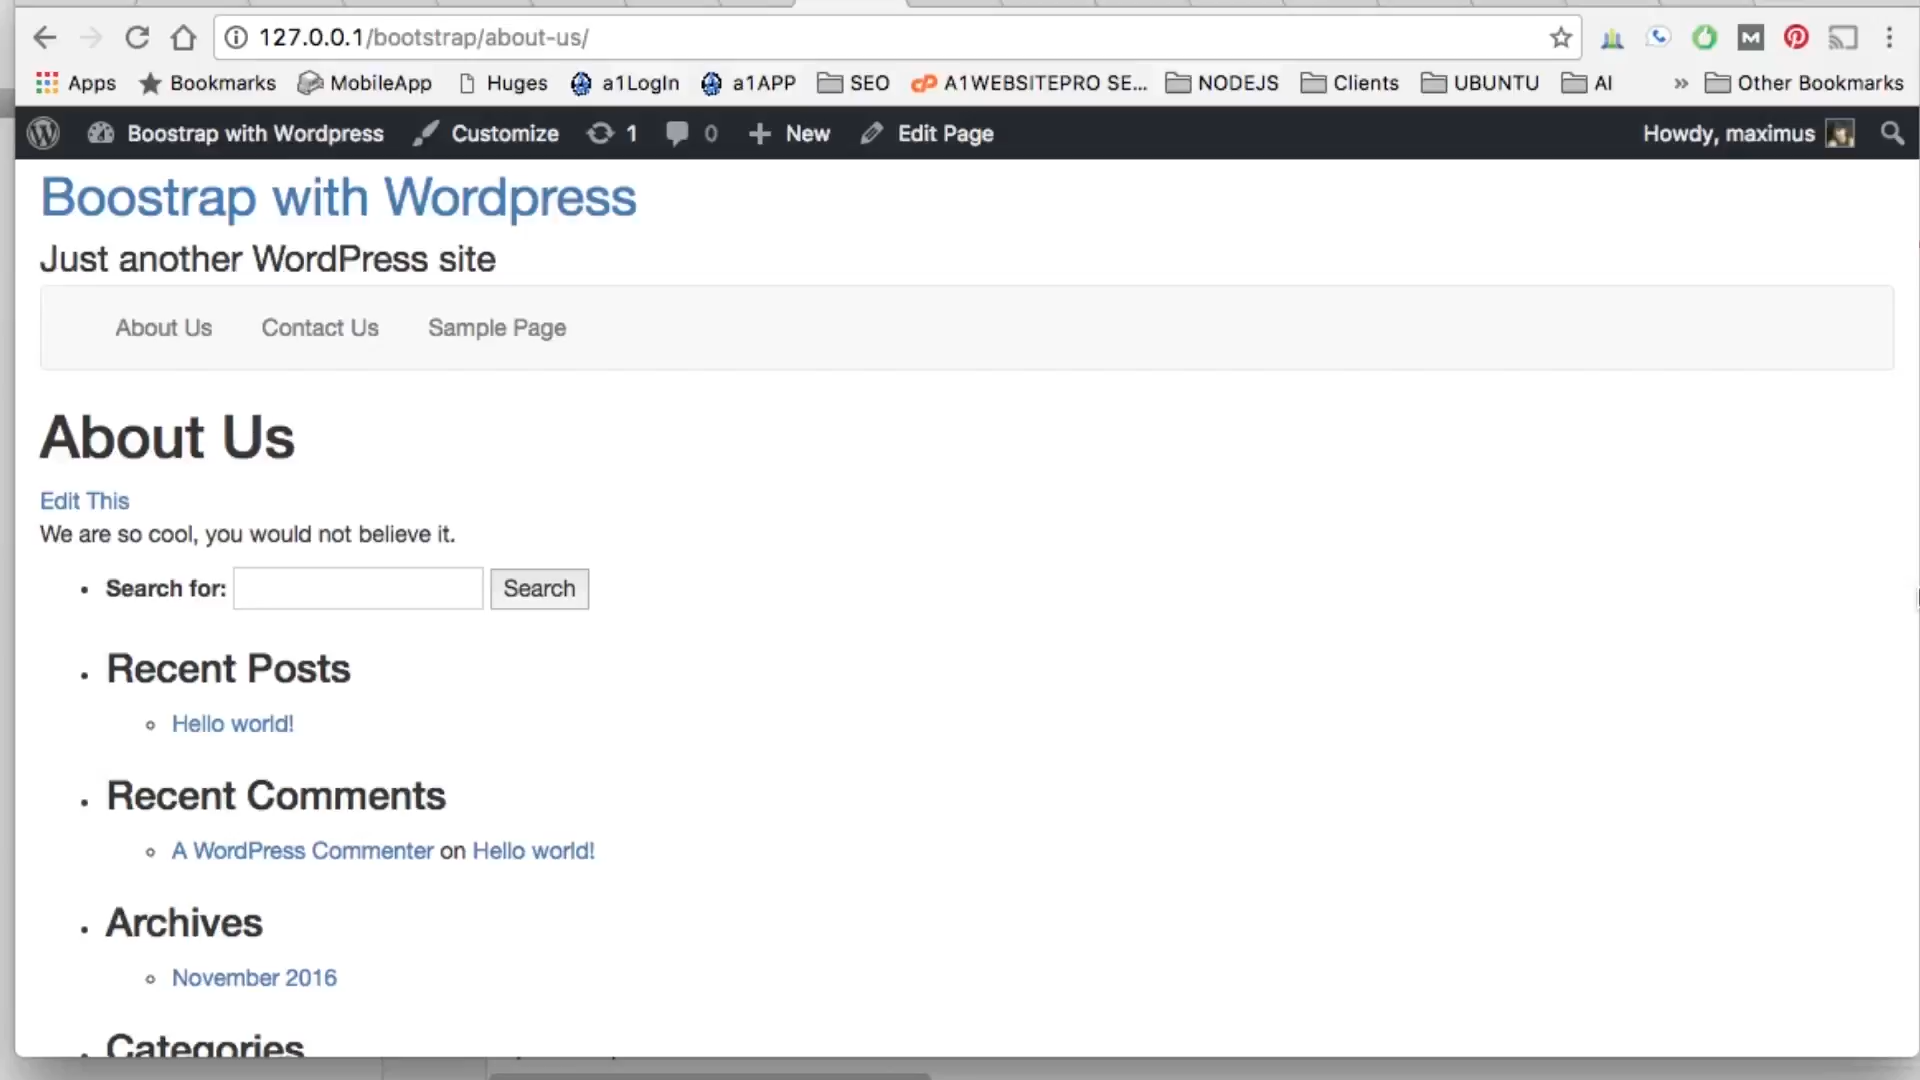 127.0.0.1/bootstrap/about-us/
Apps Bookmarks MobileApp Huges a1LogIn a1APP SEO A1WEBSITEPRO SE... NODEJS Clients UBUNTU AI » Other Bookmarks
Boostrap with Wordpress Customize 1 0 New Edit Page Howdy, maximus
Boostrap with Wordpress
Just another WordPress site
About Us Contact Us Sample Page
About Us
Edit This
We are so cool, you would not believe it.
Search for: Search
Recent Posts
Hello world!
Recent Comments
A WordPress Commenter on Hello world!
Archives
November 2016
Categories